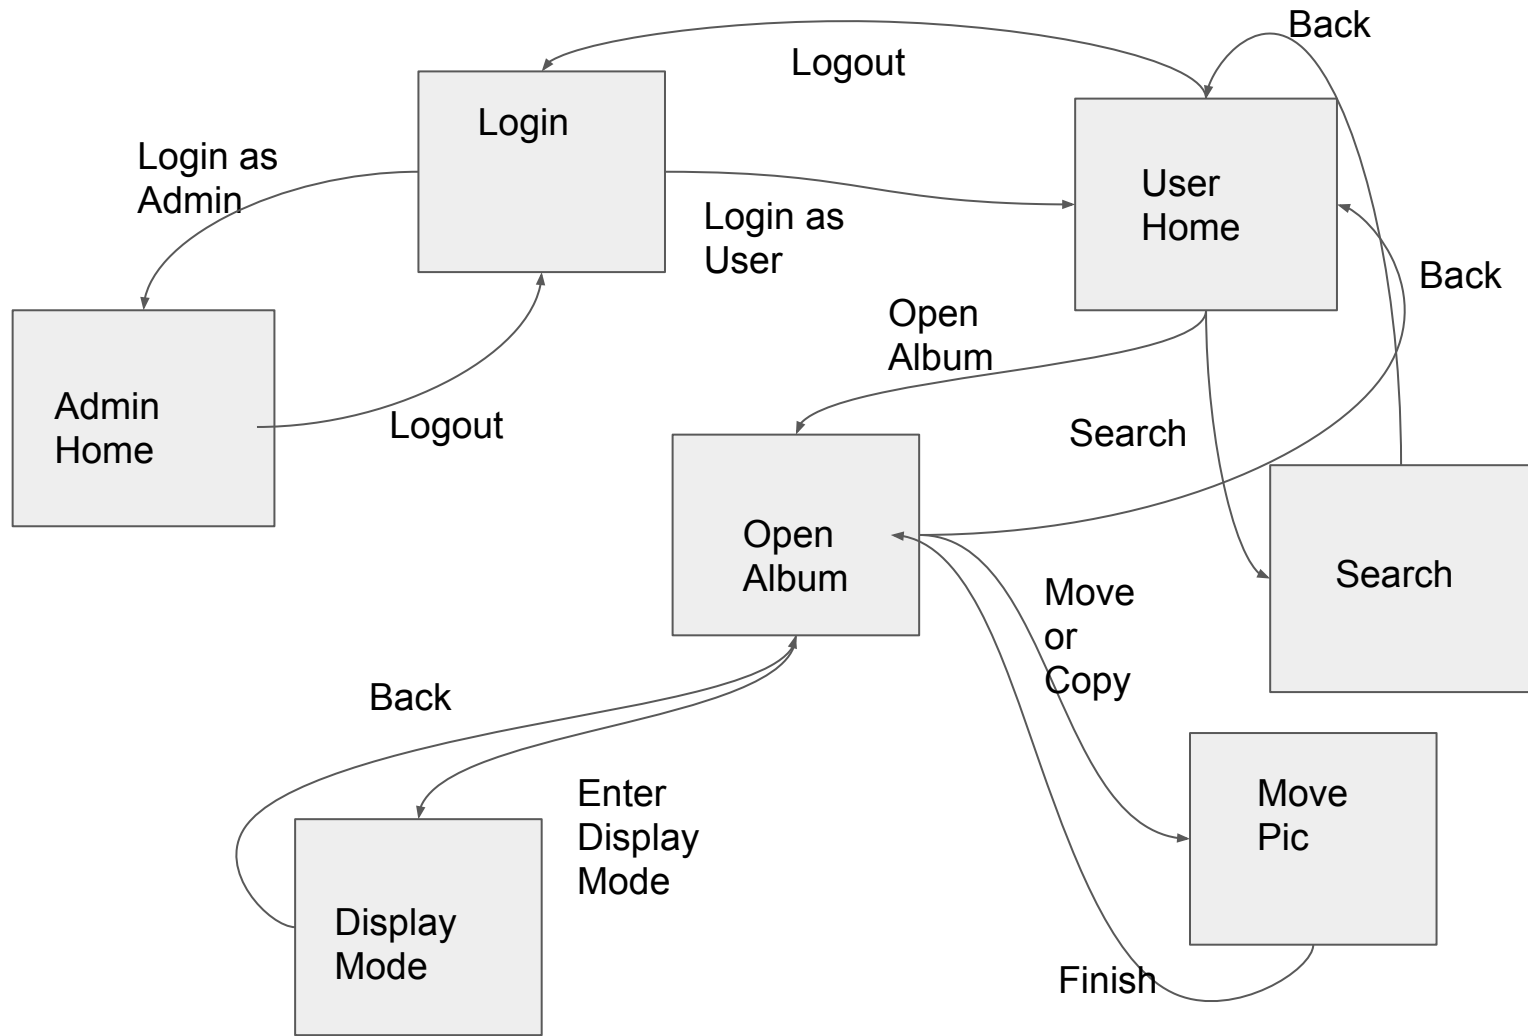 Back
Logout
Login
Login as
Admin
User
Home
Login as
User
Back
Open
Album
Admin
Home
Logout
Search
Open
Album
Search
Move
or
Copy
Back
Enter
Display
Mode
Move
Pic
Display
Mode
Finish